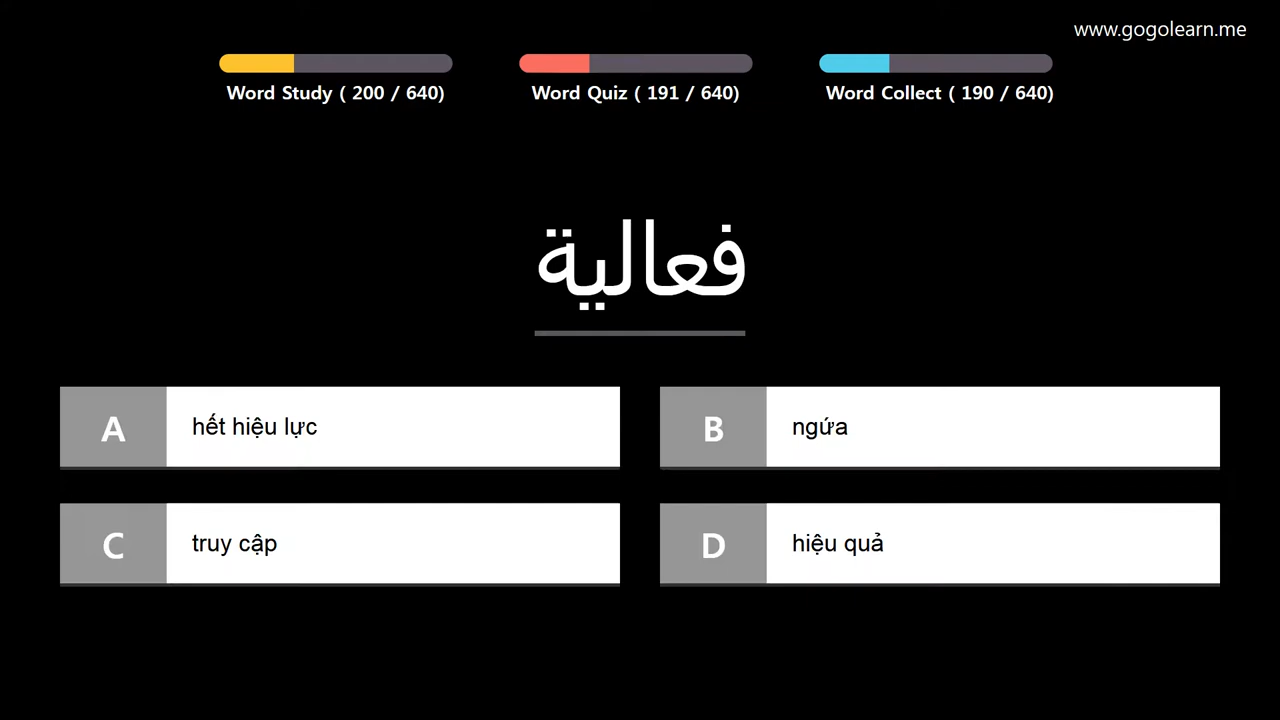 www.gogolearn.me
Word Study ( 200 / 640)
Word Quiz ( 191 / 640)
Word Collect ( 190 / 640)
فعالية
A hết hiệu lực
B ngứa
C truy cập
D hiệu quả